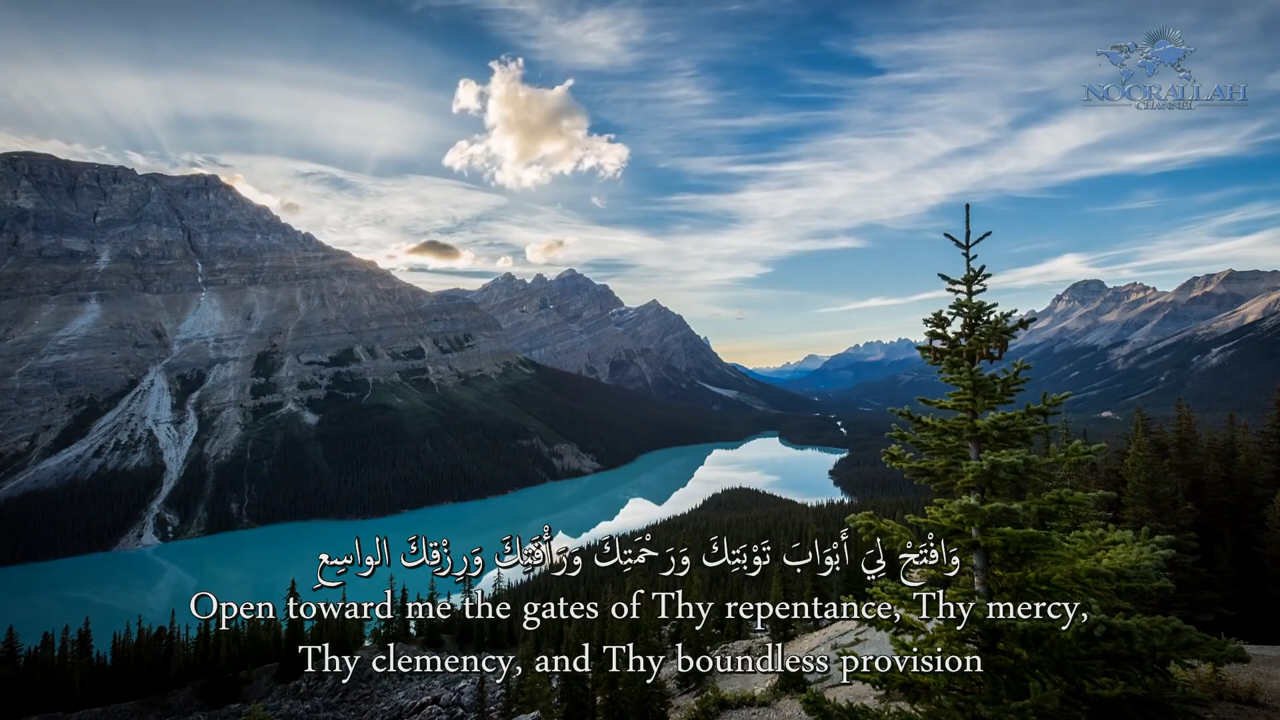 NOORALLAH
CHANNEL
وَافْتَحْ لِيَ أَبْوَابَ تَوْبَتِكَ وَرَحْمَتِكَ وَرَأْفَتِكَ وَرِزْقِكَ الواسِعِ
Open toward me the gates of Thy repentance, Thy mercy,
Thy clemency, and Thy boundless provision